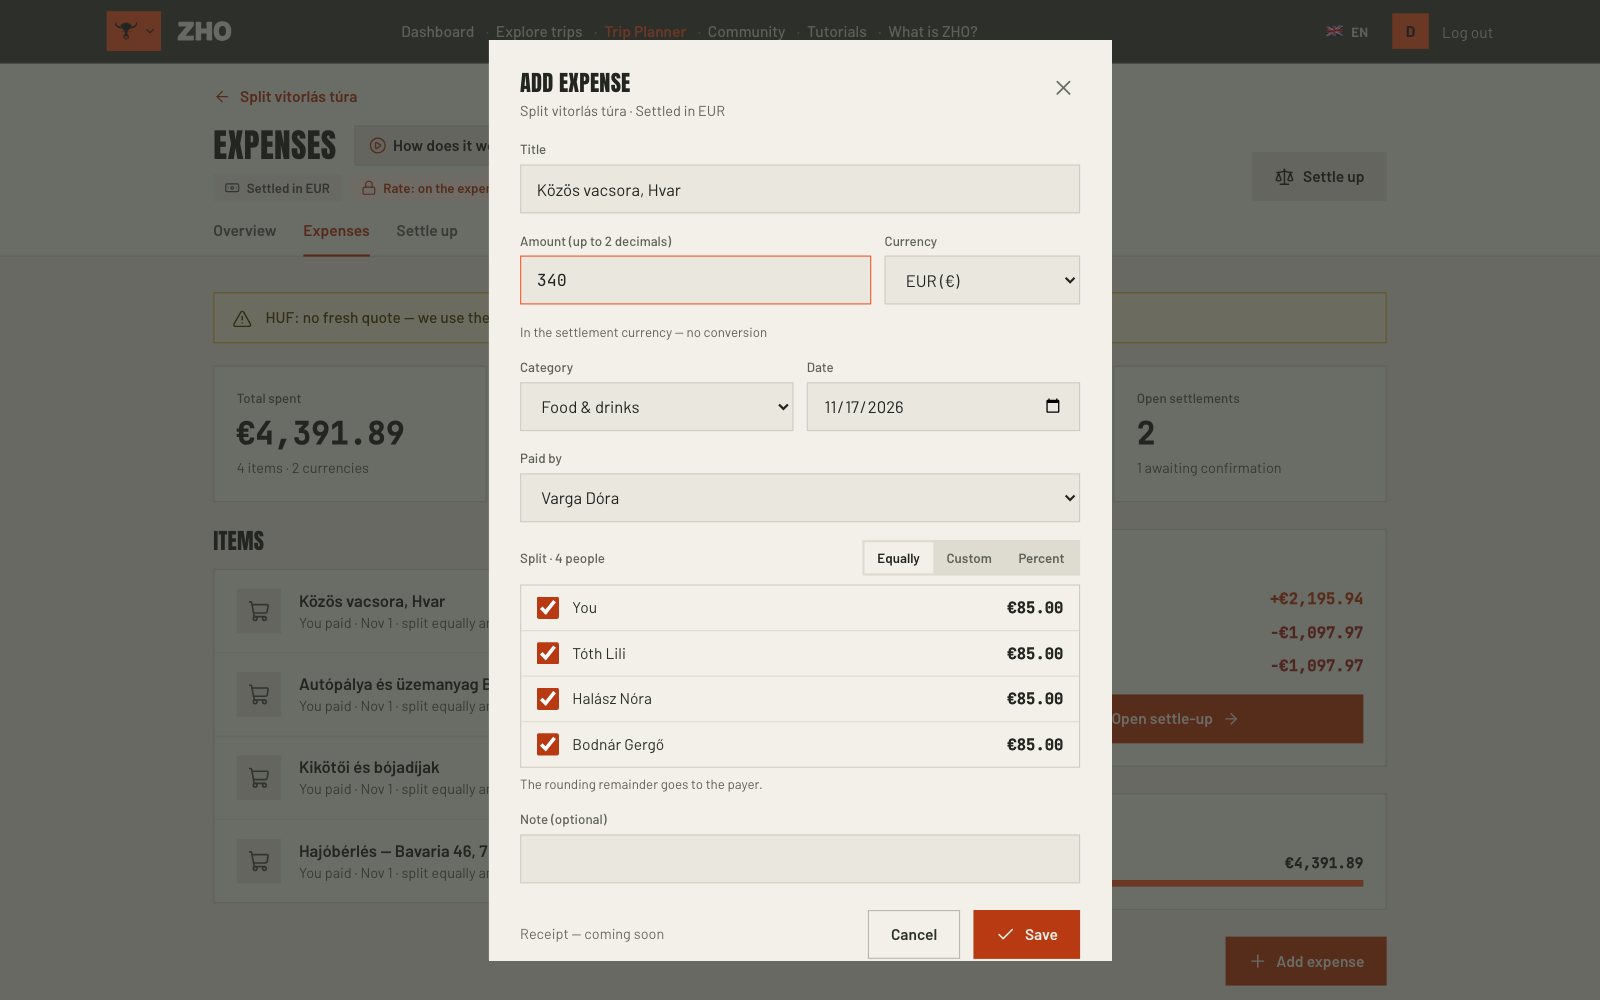 ZHO
Dashboard · Explore trips · Trip Planner · Community · Tutorials · What is ZHO?
EN
D
Log out
Split vitorlás túra
EXPENSES
How does it w
Settled in EUR
Rate: on the exper
Settle up
Overview
Expenses
Settle up
HUF: no fresh quote — we use the
Total spent
€4,391.89
4 items · 2 currencies
Open settlements
2
1 awaiting confirmation
ITEMS
Közös vacsora, Hvar
You paid · Nov 1 · split equally a
Autópálya és üzemanyag
You paid · Nov 1 · split equally a
Kikötői és bójadíjak
You paid · Nov 1 · split equally a
Hajóbérlés — Bavaria 46, 7
You paid · Nov 1 · split equally a
+€2,195.94
-€1,097.97
-€1,097.97
Open settle-up
€4,391.89
Add expense
ADD EXPENSE
Split vitorlás túra · Settled in EUR
Title
Közös vacsora, Hvar
Amount (up to 2 decimals)
Currency
340
EUR (€)
In the settlement currency — no conversion
Category
Date
Food & drinks
11/17/2026
Paid by
Varga Dóra
Split · 4 people
Equally
Custom
Percent
You
€85.00
Tóth Lili
€85.00
Halász Nóra
€85.00
Bodnár Gergő
€85.00
The rounding remainder goes to the payer.
Note (optional)
Receipt — coming soon
Cancel
Save